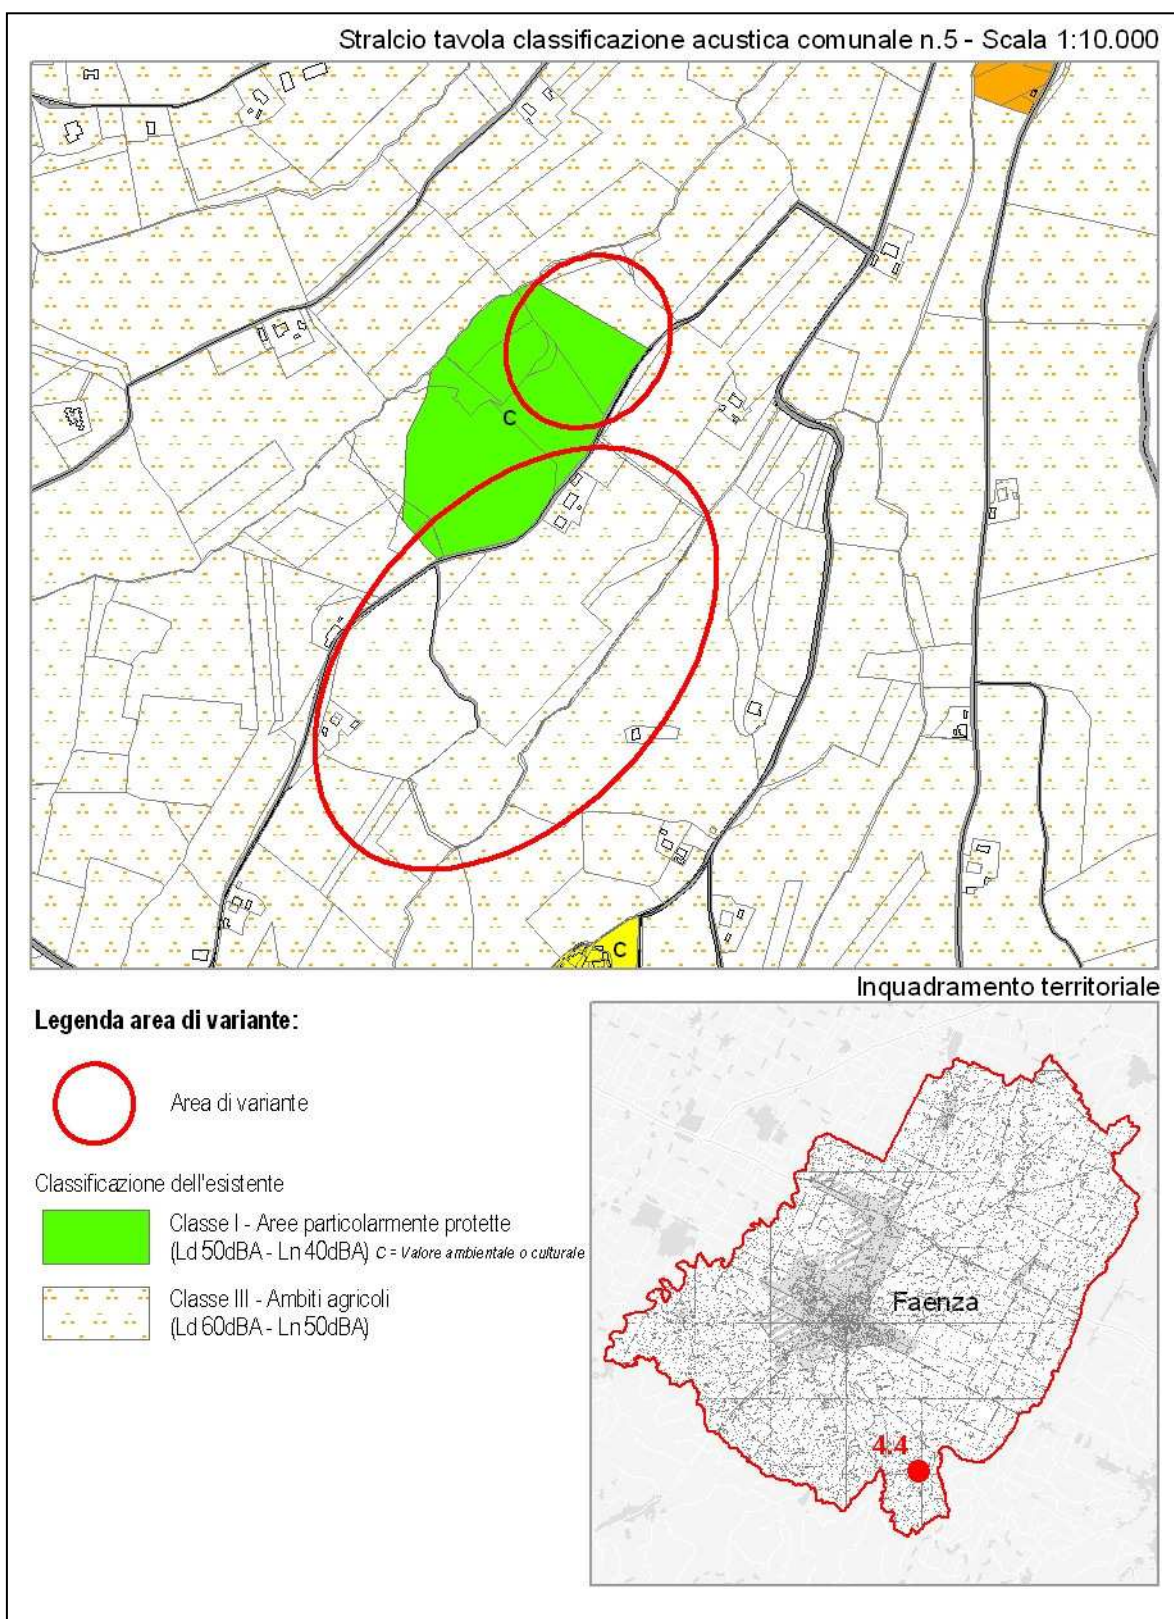 Stralcio tavola classificazione acustica comunale n.5 - Scala 1:10.000
C
C
Inquadramento territoriale
Legenda area di variante:
Area di variante
Classificazione dell'esistente
Classe I - Aree particolarmente protette
(Ld 50dBA - Ln 40dBA) C = Valore ambientale o culturale
Classe III - Ambiti agricoli
(Ld 60dBA - Ln 50dBA)
Faenza
4.4